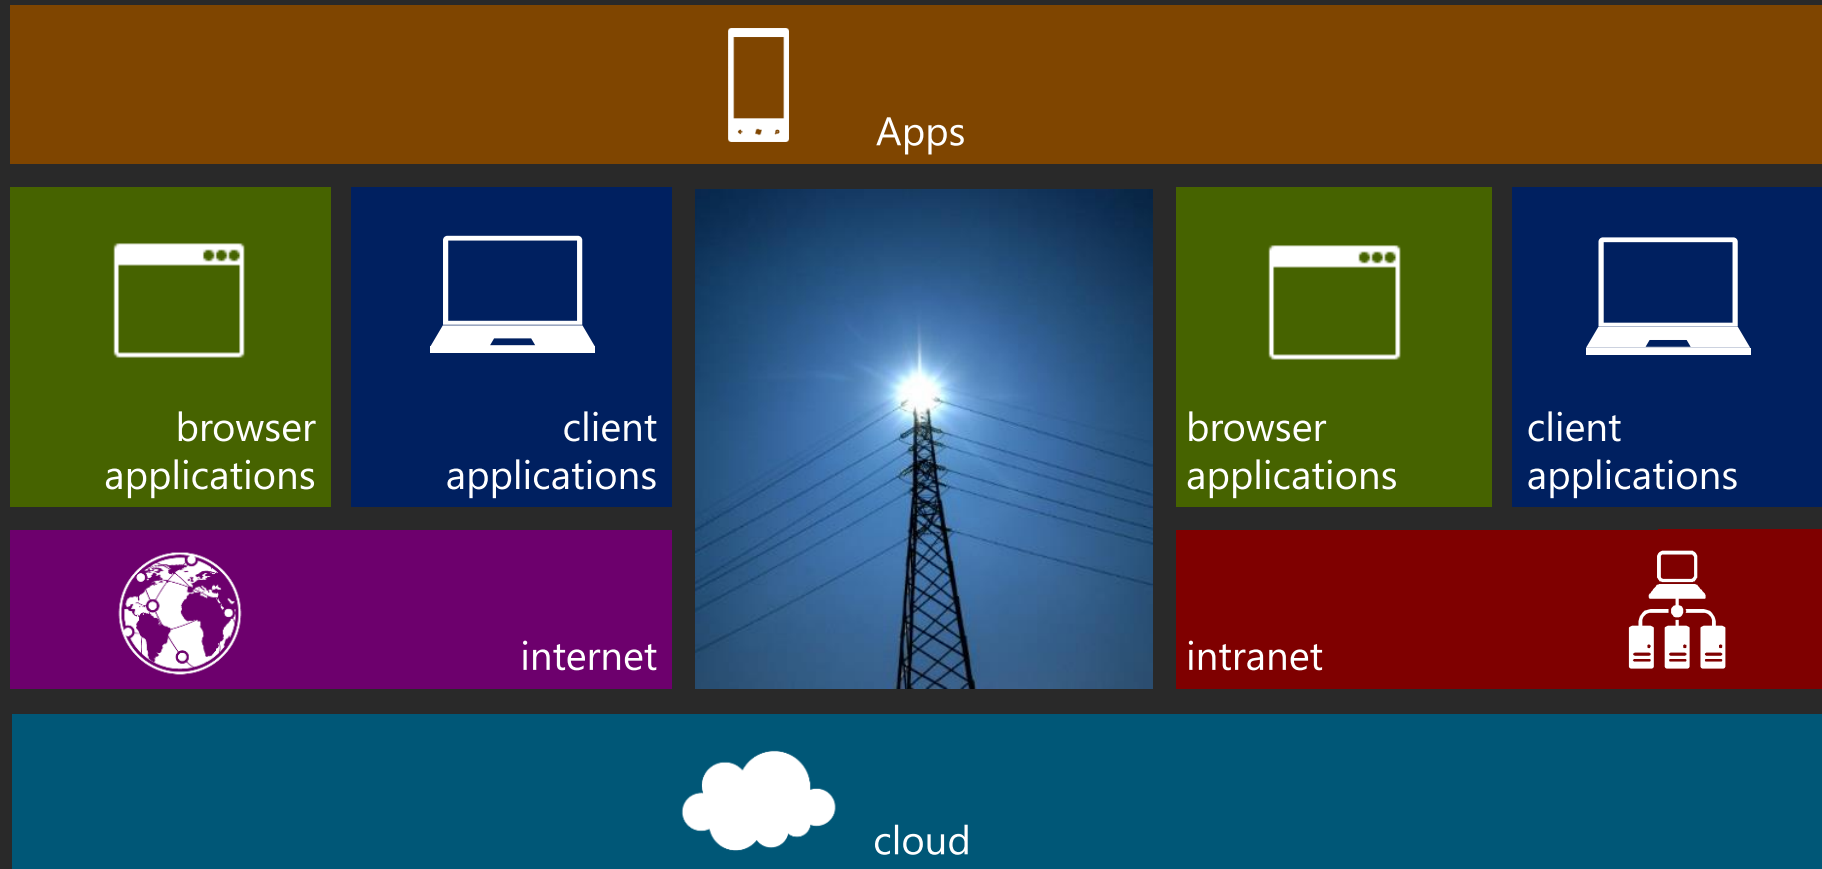 Apps
browser
applications
client
applications
browser
applications
client
applications
internet
intranet
cloud